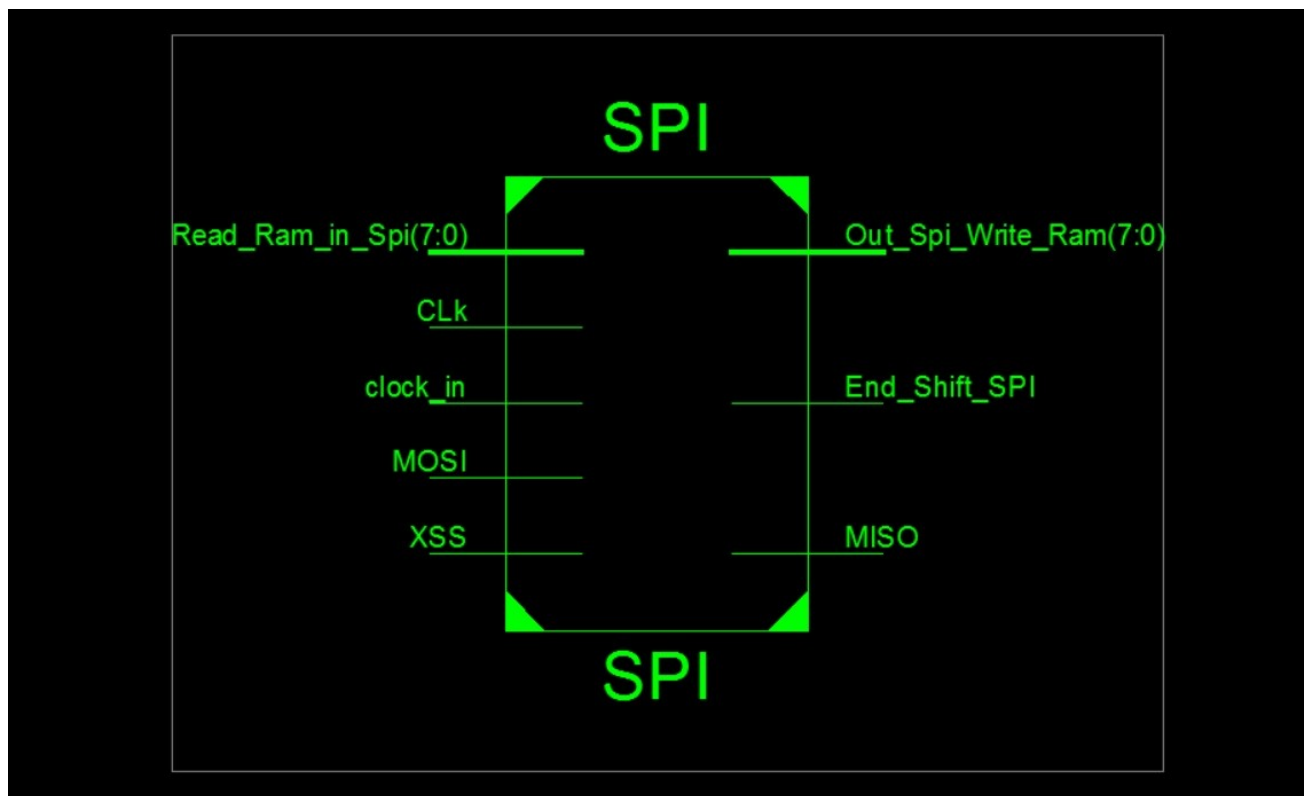 SPI
Read_Ram_in_Spi(7:0)
Out_Spi_Write_Ram(7:0)
CLk
clock_in
End_Shift_SPI
MOSI
XSS
MISO
SPI